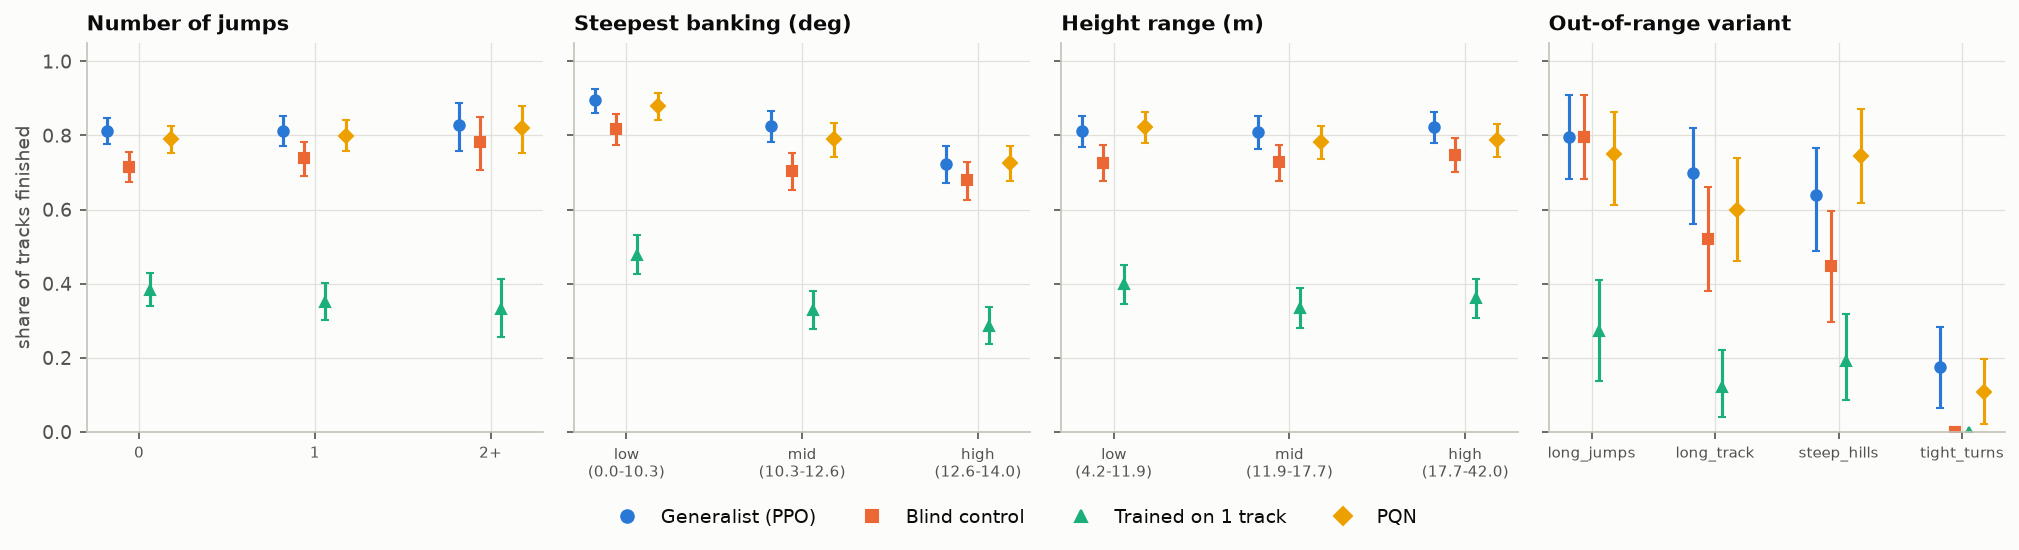 Number of jumps
Steepest banking (deg)
Height range (m)
Out-of-range variant
share of tracks finished
1.0
0.8
0.6
0.4
0.2
0.0
0
1
2+
low
(0.0-10.3)
mid
(10.3-12.6)
high
(12.6-14.0)
low
(4.2-11.9)
mid
(11.9-17.7)
high
(17.7-42.0)
long_jumps
long_track
steep_hills
tight_turns
Generalist (PPO)
Blind control
Trained on 1 track
PQN